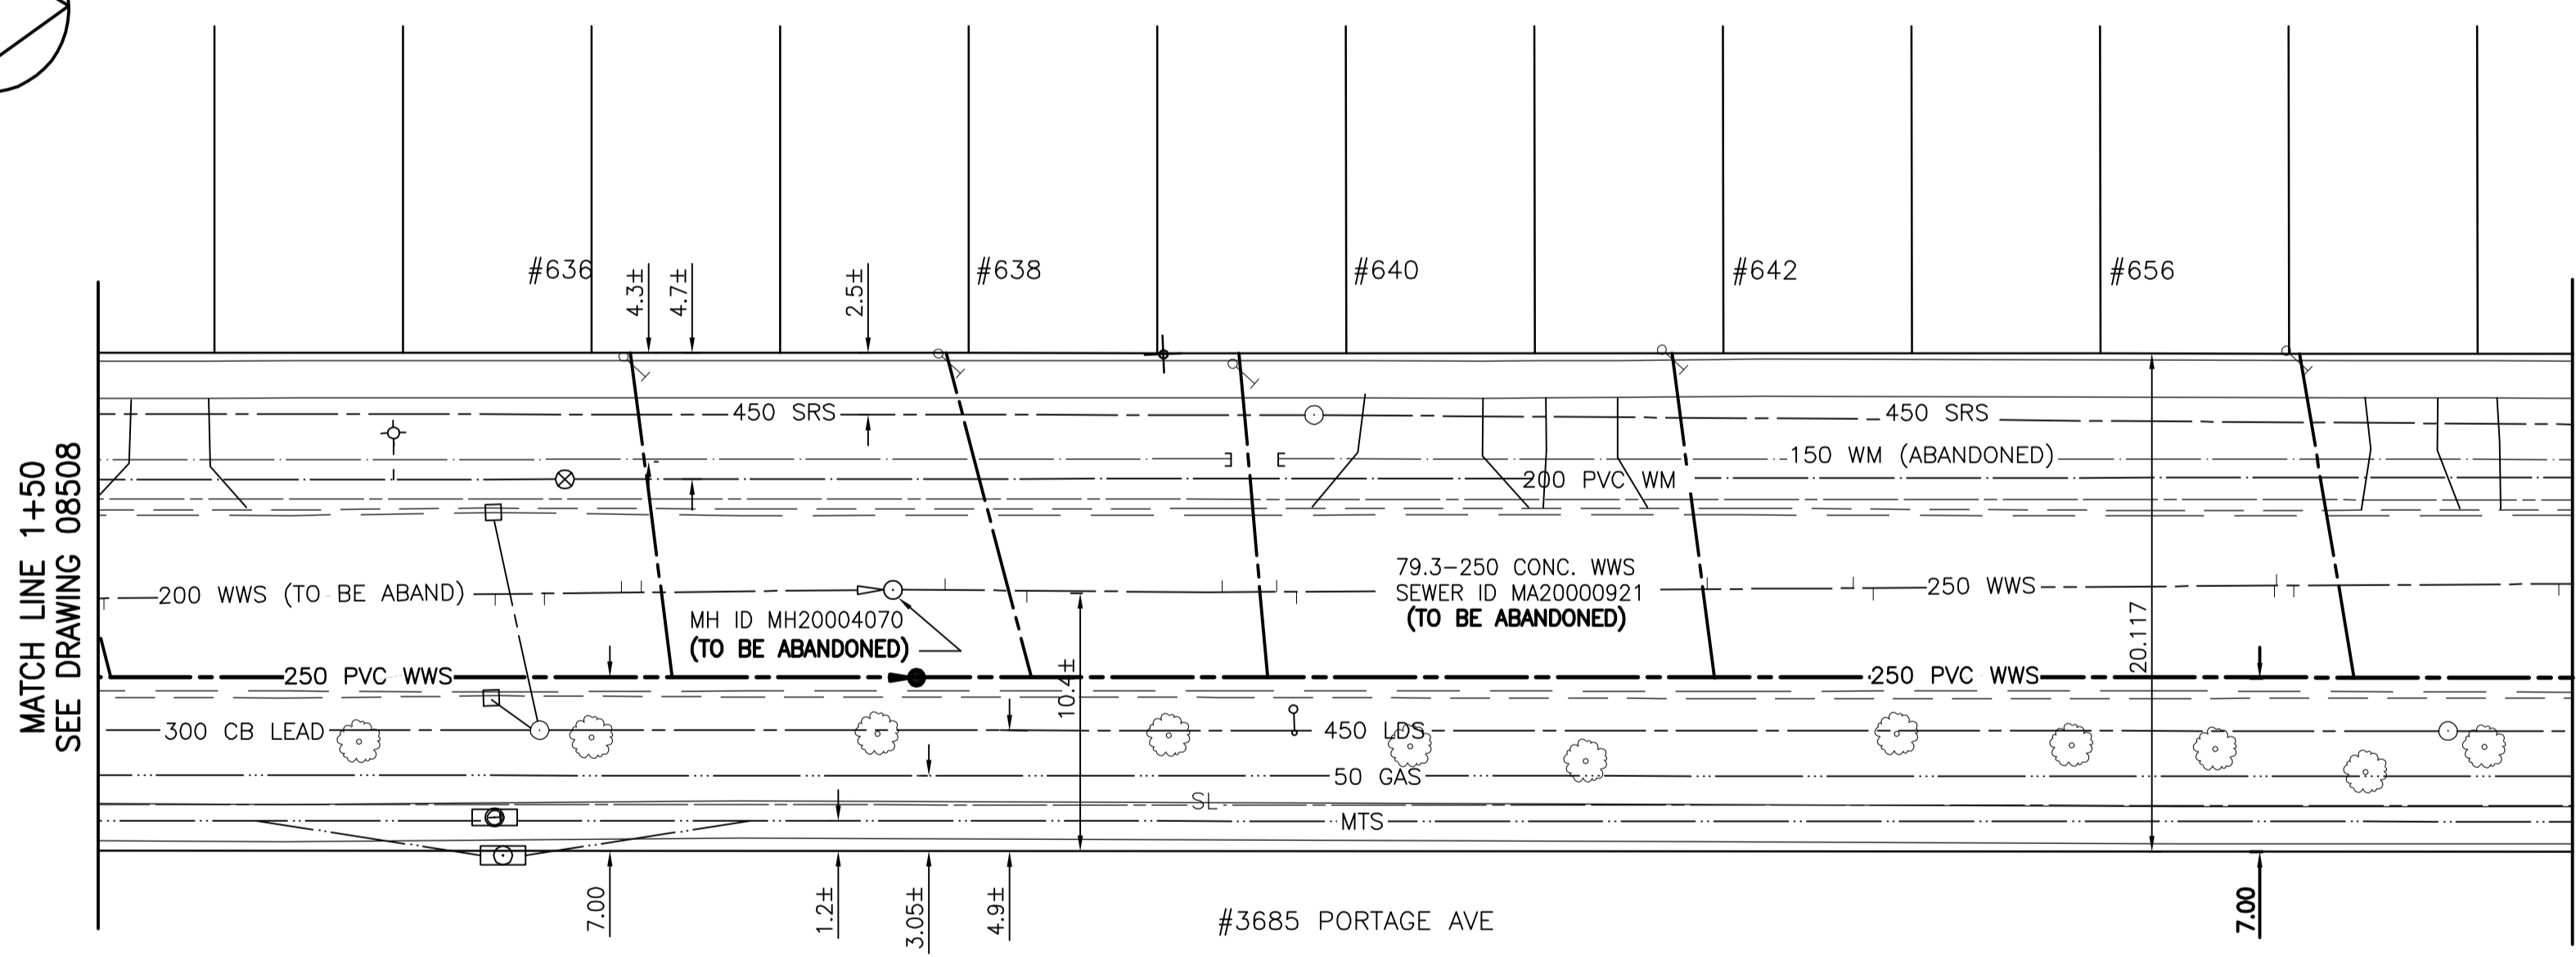 #636
#638
#640
#642
#656
4.3±
4.7±
2.5±
450 SRS
450 SRS
150 WM (ABANDONED)
200 PVC WM
MATCH LINE 1+50
SEE DRAWING 08508
200 WWS (TO BE ABAND)
79.3-250 CONC. WWS
SEWER ID MA20000921
(TO BE ABANDONED)
250 WWS
MH ID MH20004070
(TO BE ABANDONED)
20.117
10.4±
250 PVC WWS
250 PVC WWS
300 CB LEAD
450 LDS
50 GAS
SL
MTS
7.00
1.2±
3.05±
4.9±
#3685 PORTAGE AVE
7.00